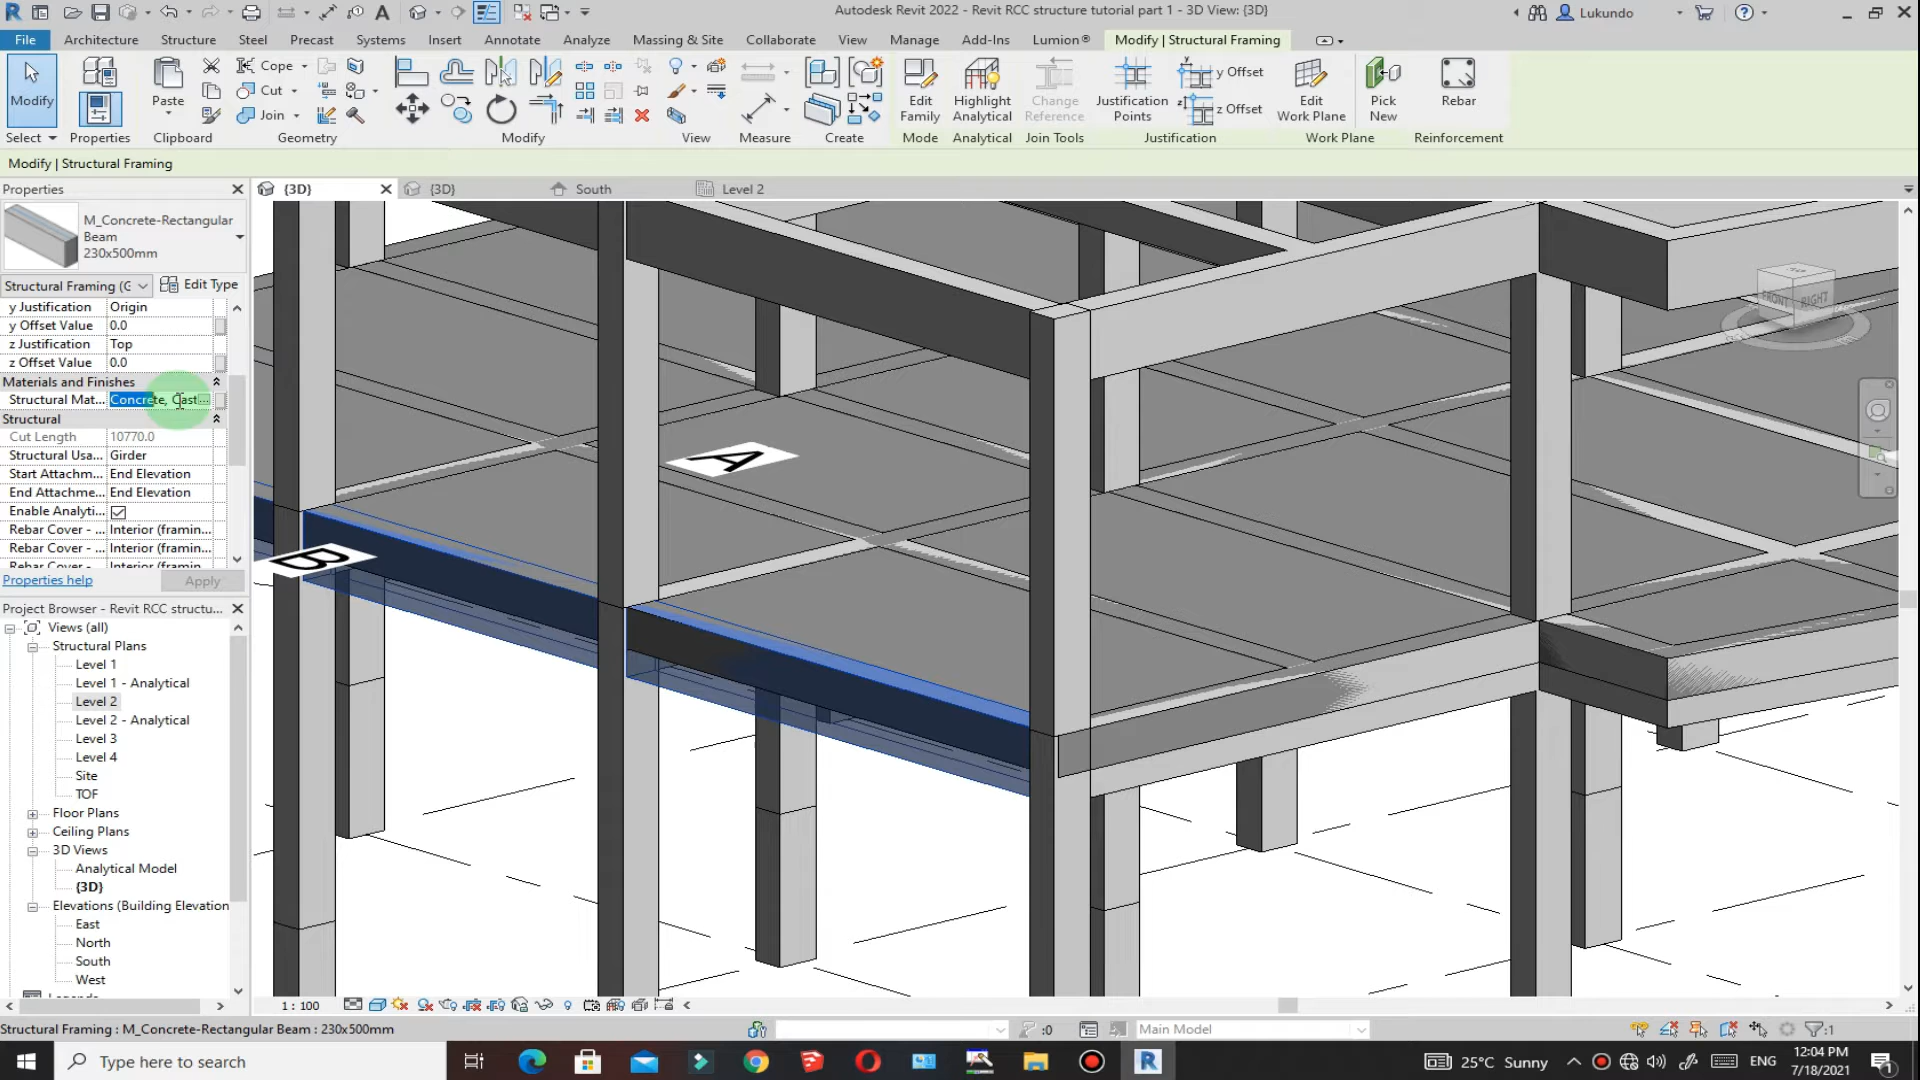 Autodesk Revit 2022 - Revit RCC structure tutorial part 1 - 3D View: {3D}
Lukundo
File Architecture Structure Steel Precast Systems Insert Annotate Analyze Massing & Site Collaborate View Manage Add-Ins Lumion® Modify | Structural Framing
Modify Paste Cope Cut Join Edit Family Highlight Analytical Change Reference Justification Points y Offset z Offset Edit Work Plane Pick New Rebar
Select Properties Clipboard Geometry Modify View Measure Create Mode Analytical Join Tools Justification Work Plane Reinforcement
Modify | Structural Framing
Properties
{3D} {3D} South Level 2
M_Concrete-Rectangular
Beam
230x500mm
Structural Framing (G Edit Type
y Justification Origin
y Offset Value 0.0
z Justification Top
z Offset Value 0.0
Materials and Finishes
Structural Mat... Concrete, Cast...
Structural
Cut Length 10770.0
Structural Usa... Girder
Start Attachm... End Elevation
End Attachme... End Elevation
Enable Analyti...
Rebar Cover - ... Interior (framin...
Rebar Cover - ... Interior (framin...
Rebar Cover - ... Interior (framin...
Properties help Apply
Project Browser - Revit RCC structu...
Views (all)
Structural Plans
Level 1
Level 1 - Analytical
Level 2
Level 2 - Analytical
Level 3
Level 4
Site
TOF
Floor Plans
Ceiling Plans
3D Views
Analytical Model
{3D}
Elevations (Building Elevation
East
North
South
West
A
B
FRONT RIGHT
1 : 100
Structural Framing : M_Concrete-Rectangular Beam : 230x500mm
:0
Main Model
:1
Type here to search
25°C Sunny
ENG
12:04 PM
7/18/2021